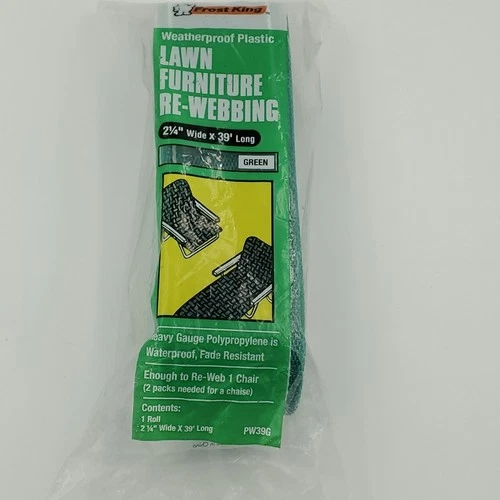 Frost King
Weatherproof Plastic
LAWN
FURNITURE
RE-WEBBING
2¼" Wide X 39' Long
GREEN
eavy Gauge Polypropylene is
Waterproof, Fade Resistant
Enough to Re-Web 1 Chair
(2 packs needed for a chaise)
Contents:
1 Roll
2 ¼" Wide X 39' Long
PW39G